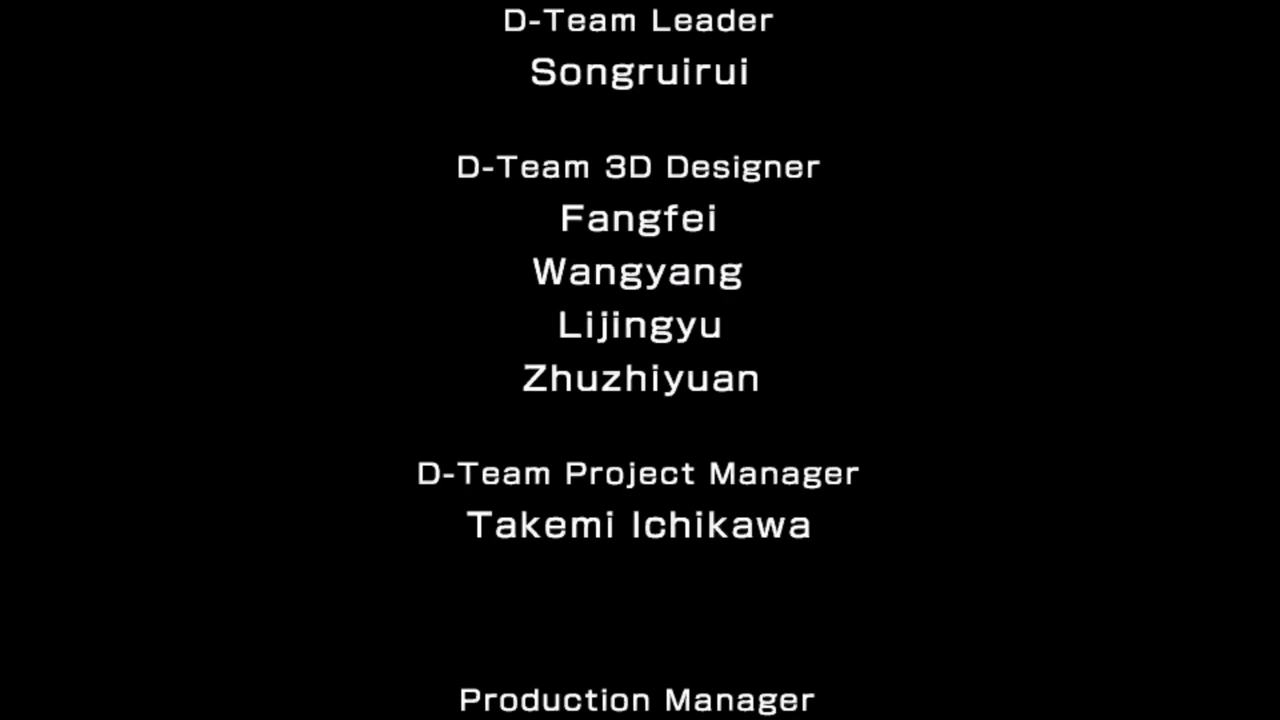 D-Team Leader
Songruirui
D-Team 3D Designer
Fangfei
Wangyang
Lijingyu
Zhuzhiyuan
D-Team Project Manager
Takemi Ichikawa
Production Manager